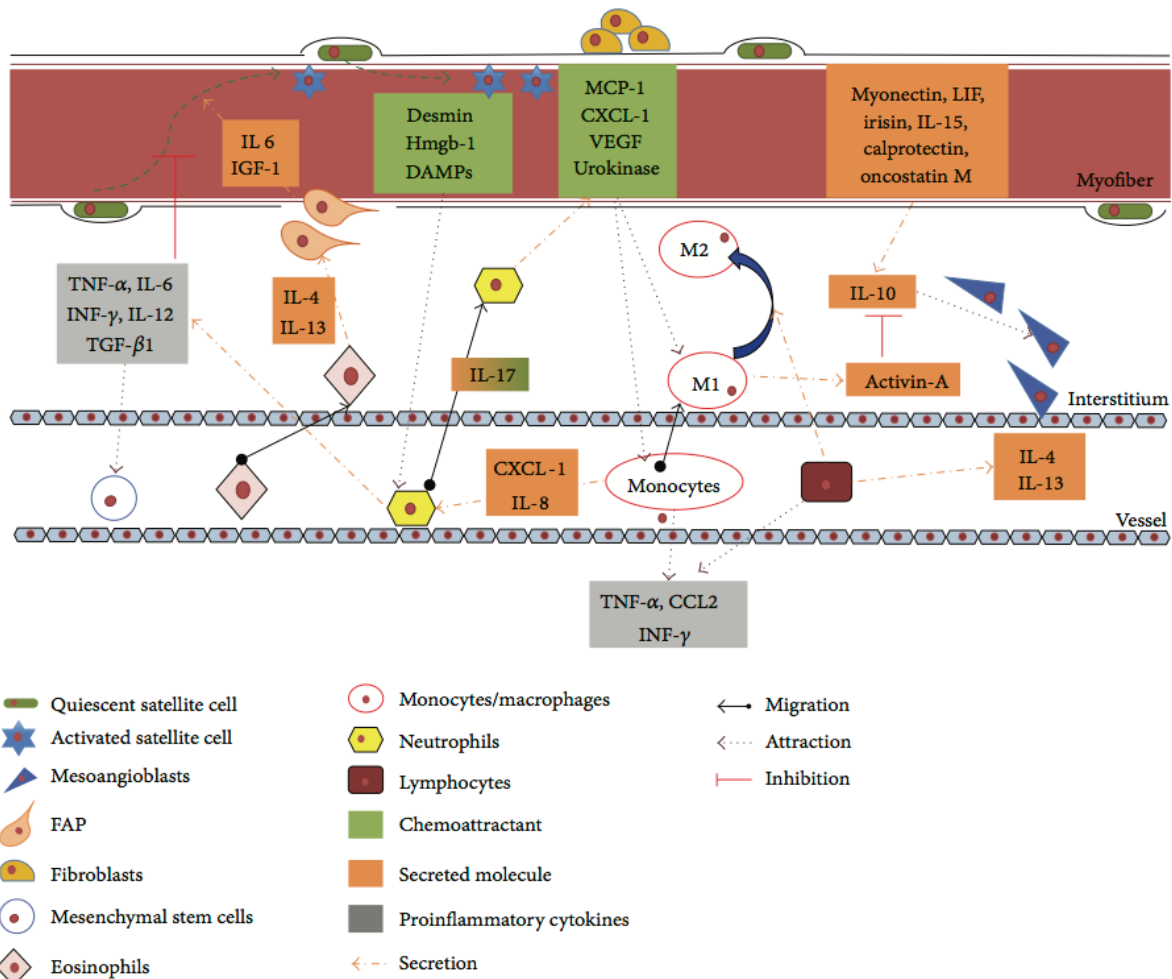 MCP-1
CXCL-1
VEGF
Urokinase
Desmin
Hmgb-1
DAMPs
Myonectin, LIF,
irisin, IL-15,
calprotectin,
oncostatin M
IL 6
IGF-1
Myofiber
TNF-α, IL-6
INF-γ, IL-12
TGF-β1
IL-4
IL-13
M2
IL-10
IL-17
M1
Activin-A
Interstitium
CXCL-1
IL-8
Monocytes
IL-4
IL-13
Vessel
TNF-α, CCL2
INF-γ
Quiescent satellite cell
Activated satellite cell
Mesoangioblasts
FAP
Fibroblasts
Mesenchymal stem cells
Eosinophils
Monocytes/macrophages
Neutrophils
Lymphocytes
Chemoattractant
Secreted molecule
Proinflammatory cytokines
Secretion
Migration
Attraction
Inhibition